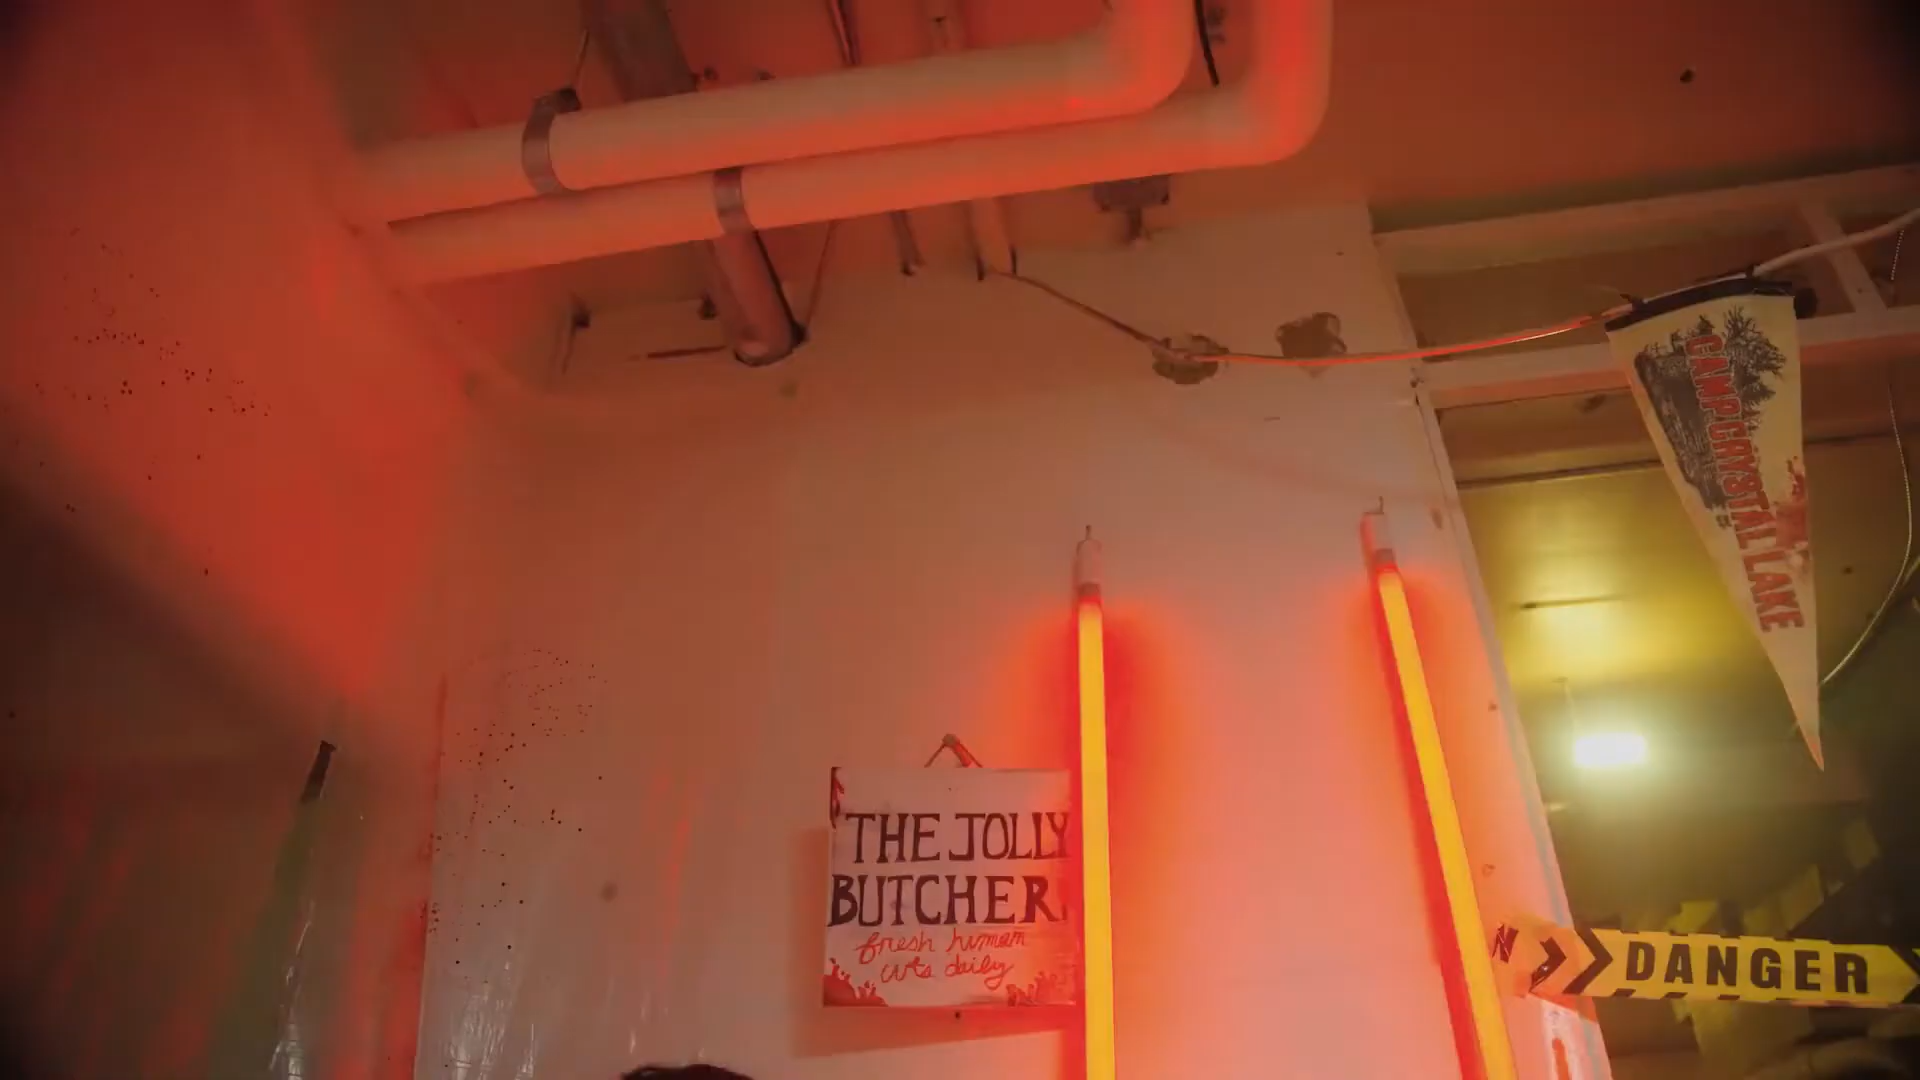 CAMP CRYSTAL LAKE
THE JOLLY
BUTCHER
fresh human
cuts daily
N DANGER